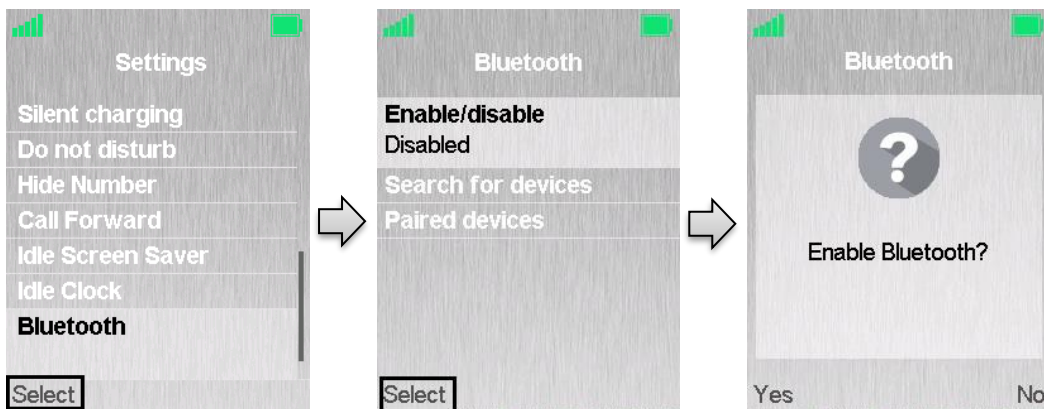 Settings
Silent charging
Do not disturb
Hide Number
Call Forward
Idle Screen Saver
Idle Clock
Bluetooth
Select
Bluetooth
Enable/disable
Disabled
Search for devices
Paired devices
Select
Bluetooth
?
Enable Bluetooth?
Yes
No